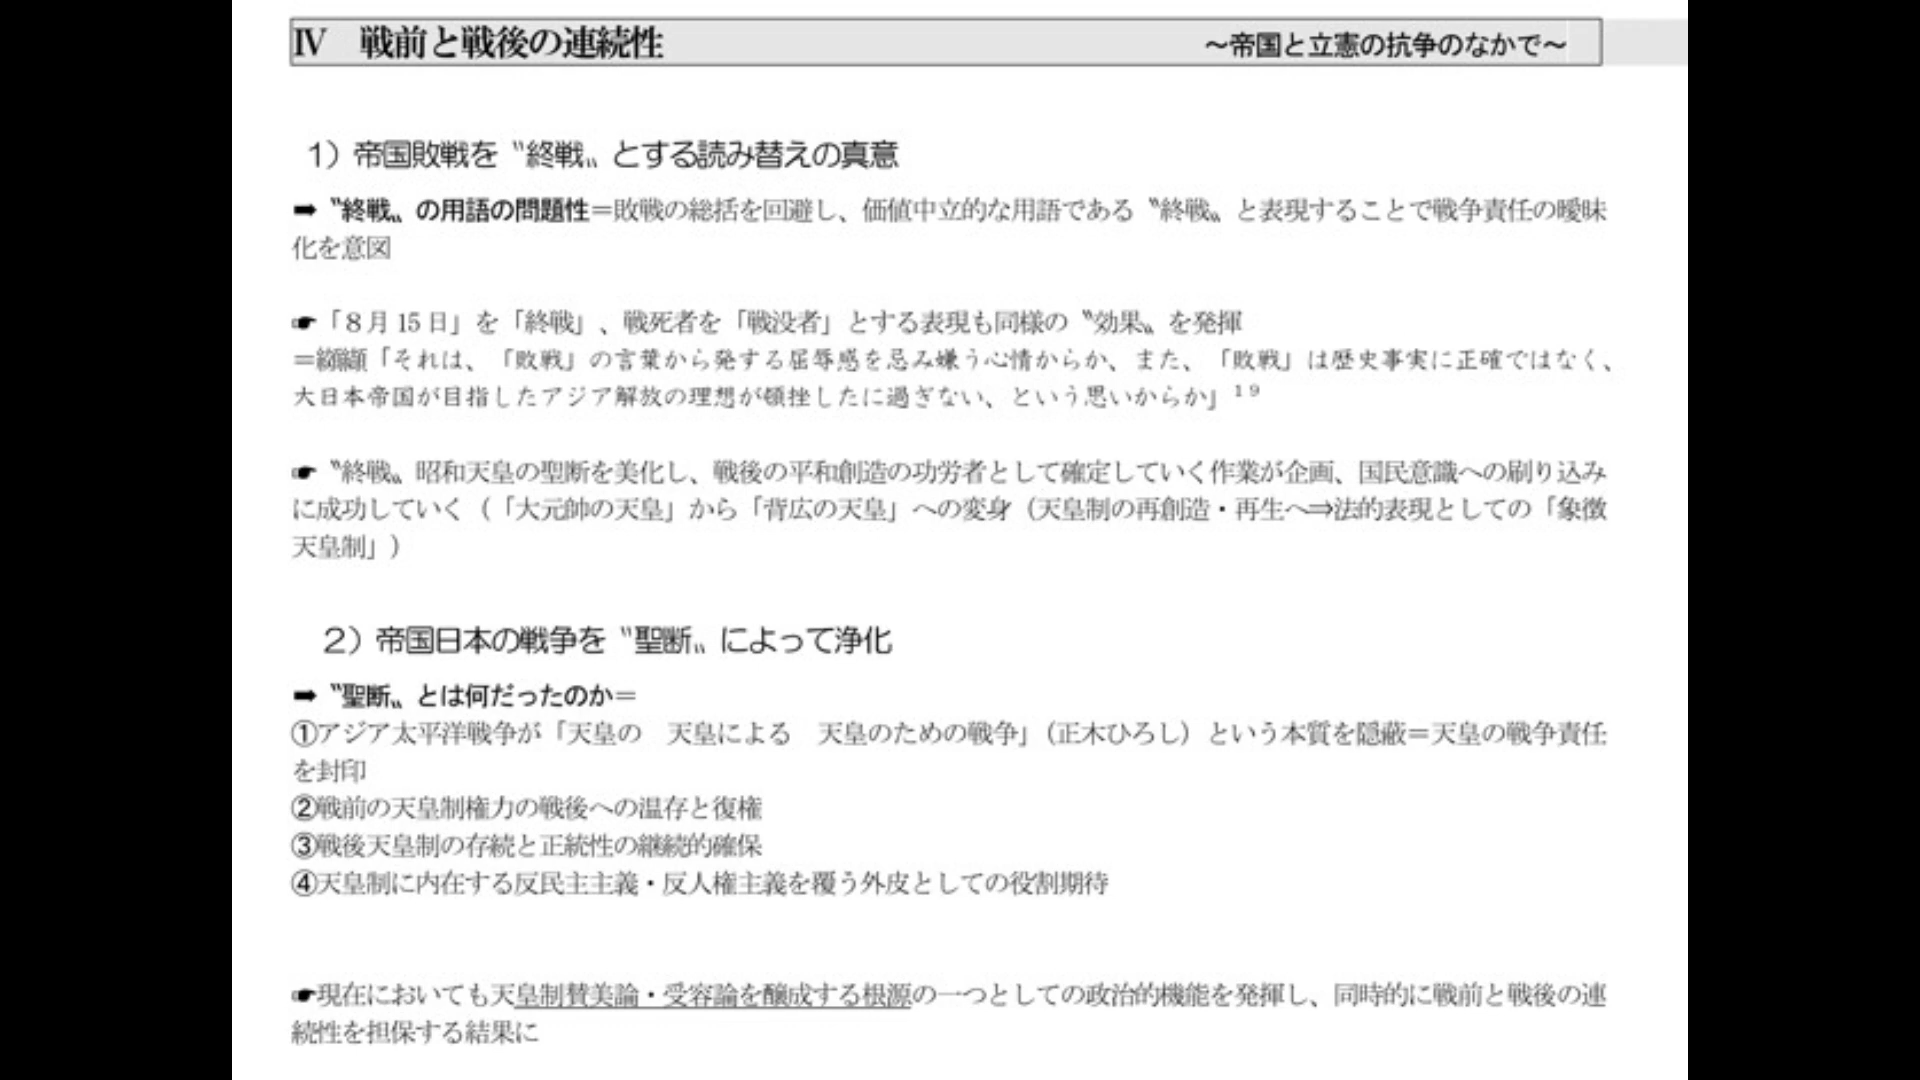 Ⅳ　戦前と戦後の連続性　～帝国と立憲の抗争のなかで～
１）帝国敗戦を〝終戦〟とする読み替えの真意
➡〝終戦〟の用語の問題性＝敗戦の総括を回避し、価値中立的な用語である〝終戦〟と表現することで戦争責任の曖昧
化を意図
☛「８月 15 日」を「終戦」、戦死者を「戦没者」とする表現も同様の〝効果〟を発揮
＝纐纈「それは、「敗戦」の言葉から発する屈辱感を忌み嫌う心情からか、また、「敗戦」は歴史事実に正確ではなく、
大日本帝国が目指したアジア解放の理想が頓挫したに過ぎない、という思いからか」１９
☛〝終戦〟昭和天皇の聖断を美化し、戦後の平和創造の功労者として確定していく作業が企画、国民意識への刷り込み
に成功していく（「大元帥の天皇」から「背広の天皇」への変身（天皇制の再創造・再生へ⇒法的表現としての「象徴
天皇制」）
２）帝国日本の戦争を〝聖断〟によって浄化
➡〝聖断〟とは何だったのか＝
①アジア太平洋戦争が「天皇の　天皇による　天皇のための戦争」（正木ひろし）という本質を隠蔽＝天皇の戦争責任
を封印
②戦前の天皇制権力の戦後への温存と復権
③戦後天皇制の存続と正統性の継続的確保
④天皇制に内在する反民主主義・反人権主義を覆う外皮としての役割期待
☛現在においても天皇制賛美論・受容論を醸成する根源の一つとしての政治的機能を発揮し、同時的に戦前と戦後の連
続性を担保する結果に